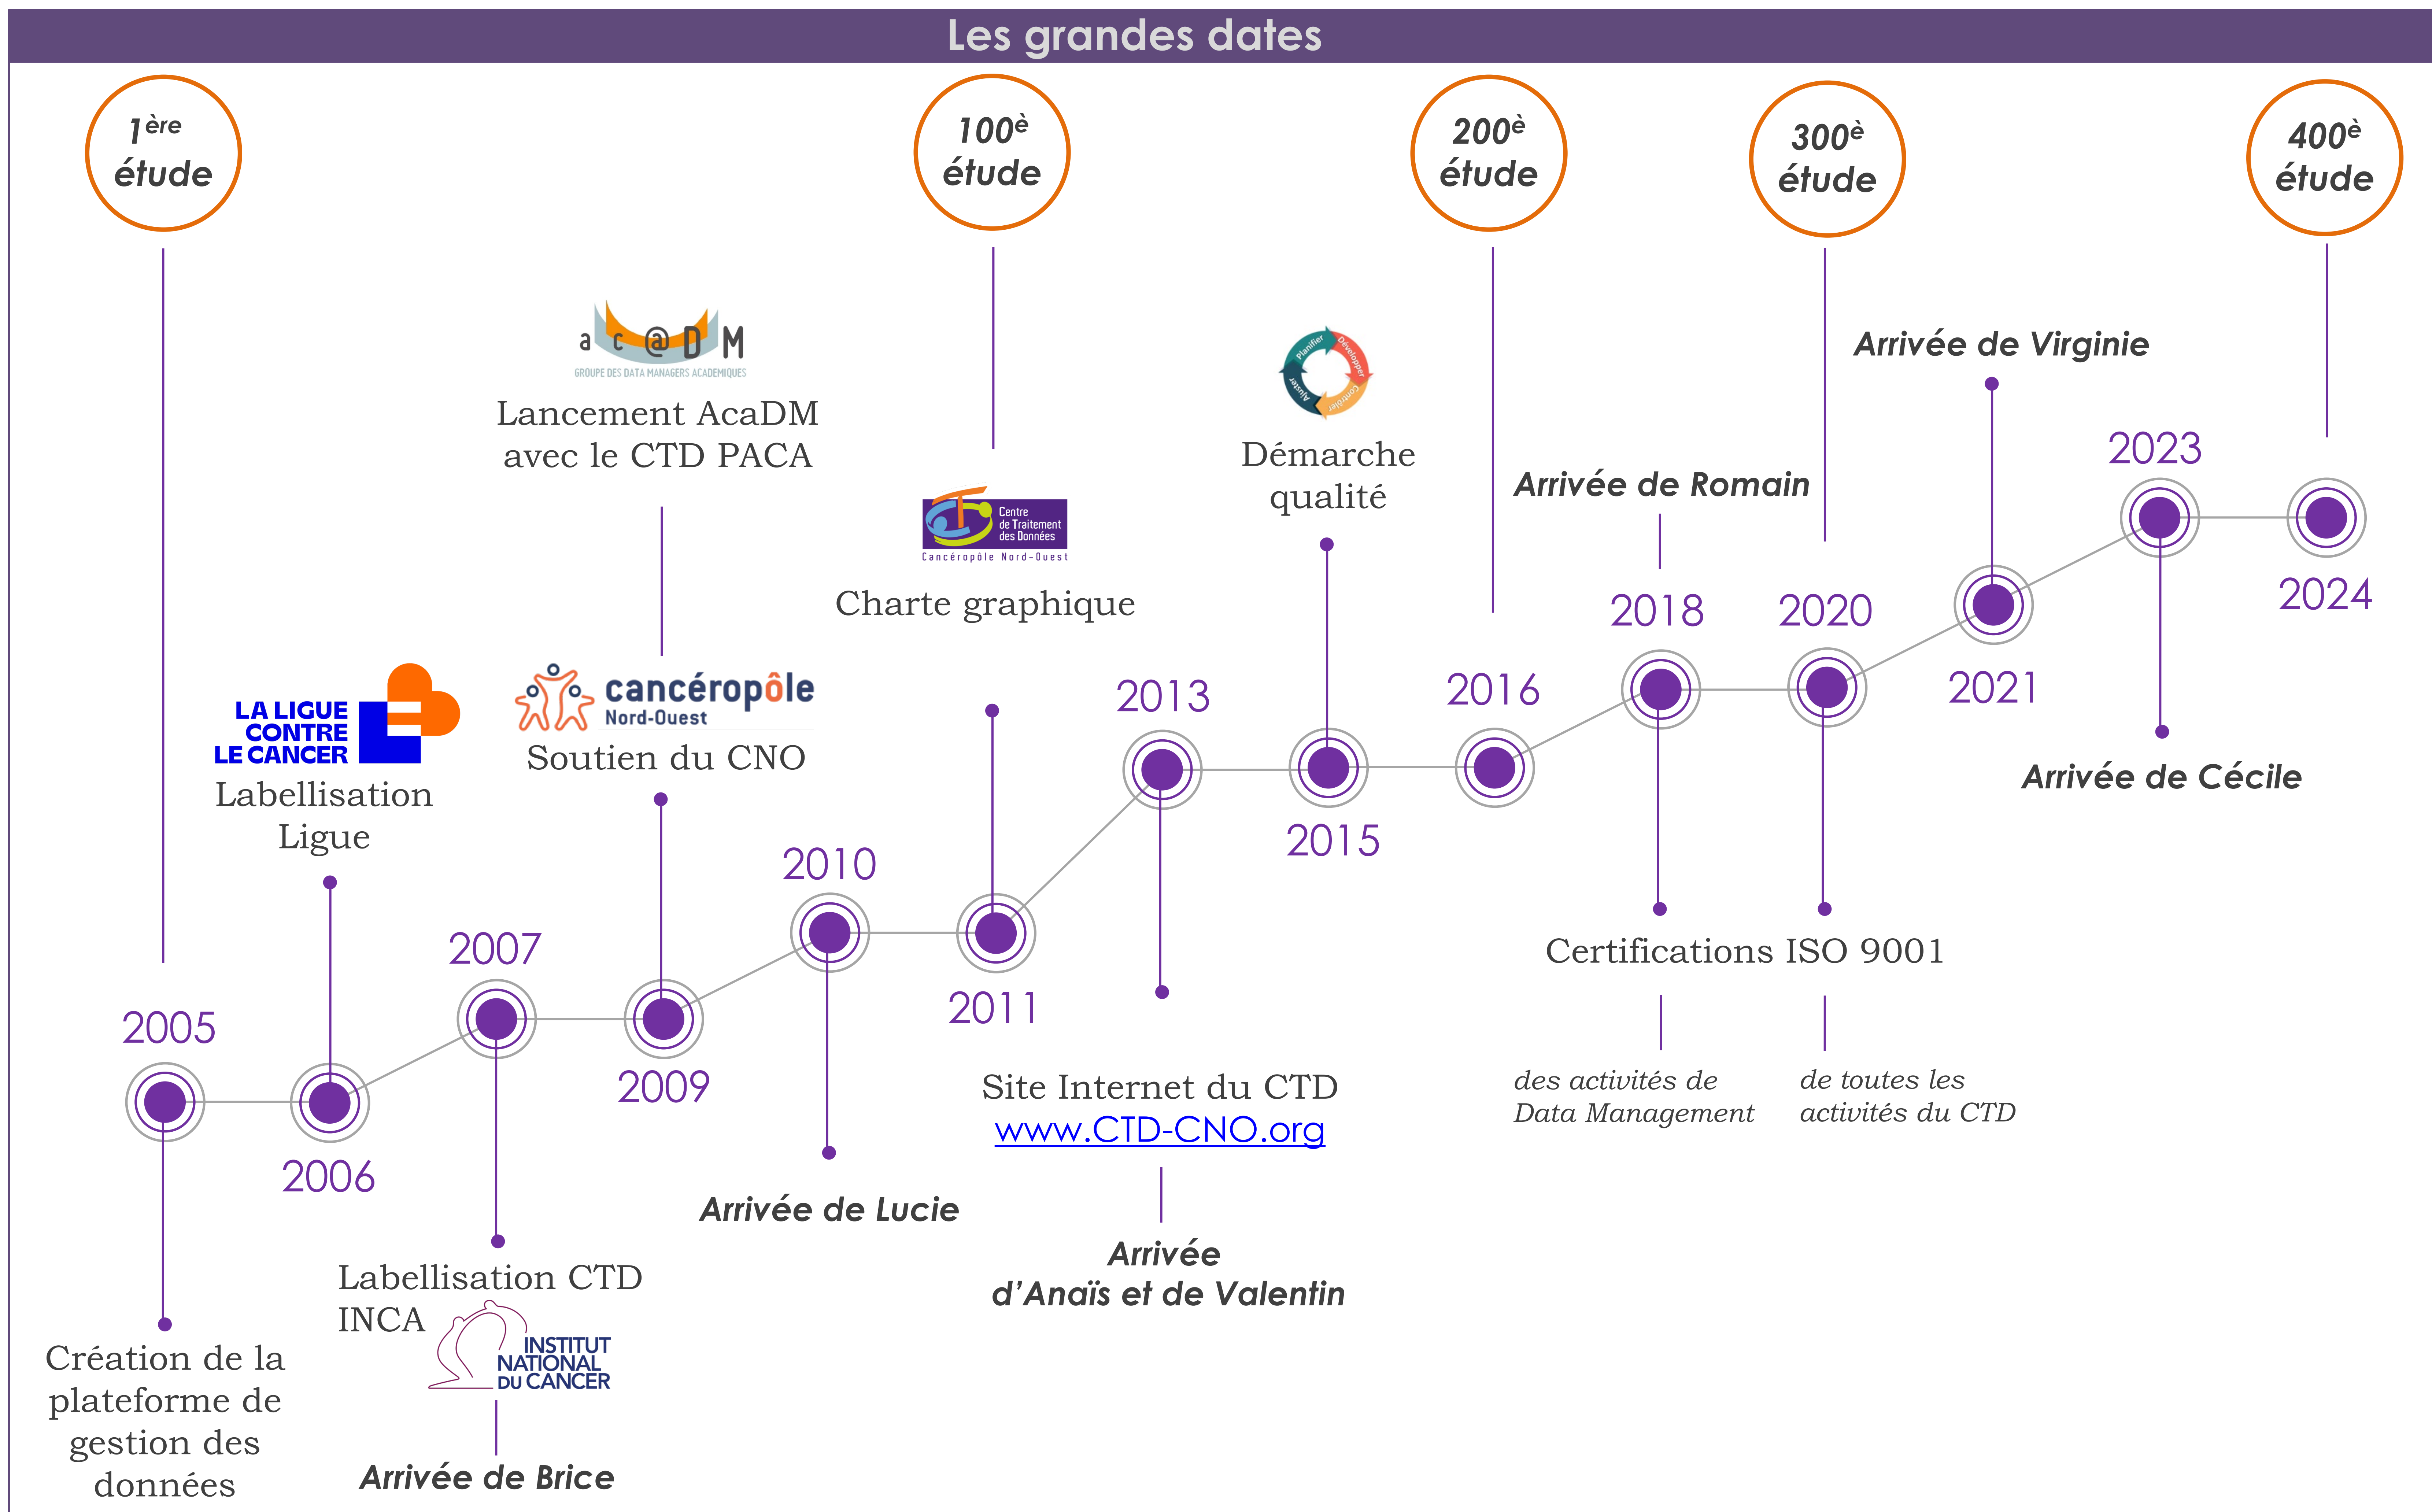 Les grandes dates
1ère
étude
100è
étude
200è
étude
300è
étude
400è
étude
a c @ D M
GROUPE DES DATA MANAGERS ACADEMIQUES
Lancement AcaDM
avec le CTD PACA
Centre
de Traitement
des Données
Cancéropôle Nord-Ouest
Charte graphique
Planifier
Développer
Contrôler
Ajuster
Démarche
qualité
Arrivée de Romain
Arrivée de Virginie
2023
2024
2018
2020
2021
Arrivée de Cécile
LA LIGUE
CONTRE
LE CANCER
Labellisation
Ligue
cancéropôle
Nord-Ouest
Soutien du CNO
2013
2015
2016
2010
2011
2007
2009
2005
2006
Certifications ISO 9001
des activités de
Data Management
de toutes les
activités du CTD
Site Internet du CTD
www.CTD-CNO.org
Arrivée
d’Anaïs et de Valentin
Arrivée de Lucie
Labellisation CTD
INCA
INSTITUT
NATIONAL
DU CANCER
Arrivée de Brice
Création de la
plateforme de
gestion des
données